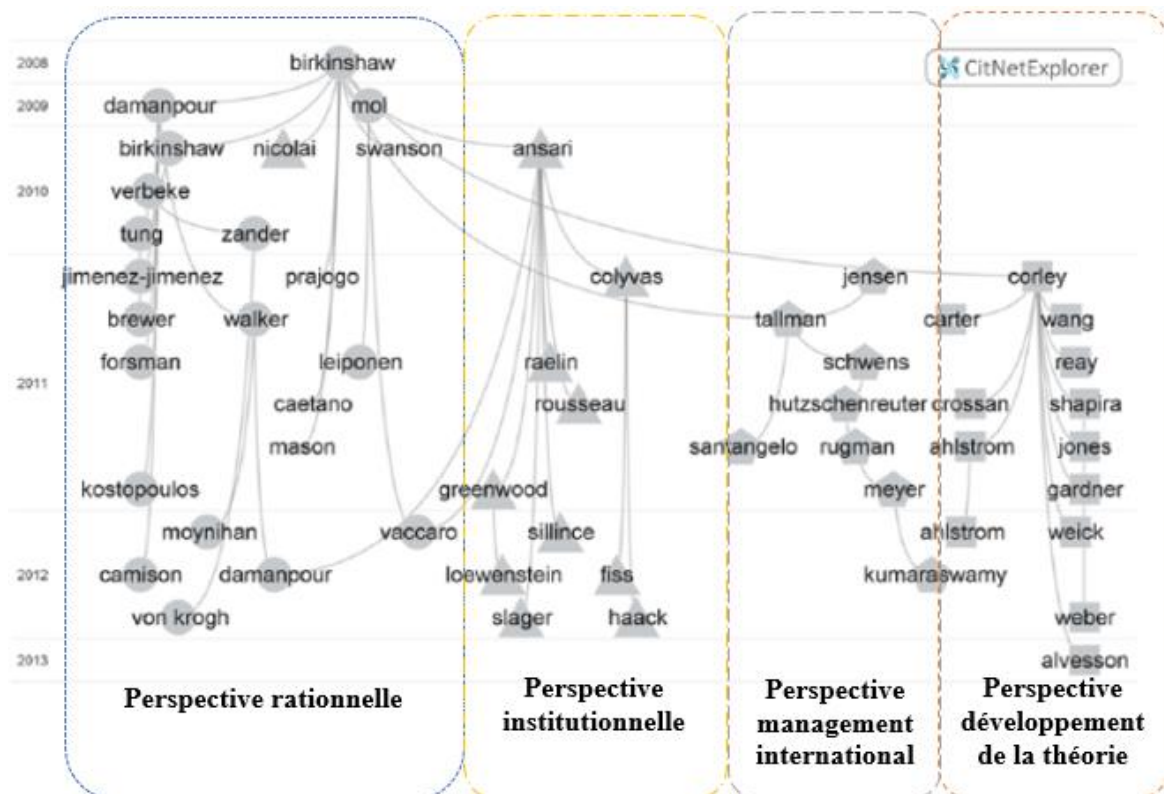 2008
birkinshaw
CitNetExplorer
2009
damanpour
mol
birkinshaw
nicolai
swanson
ansari
2010
verbeke
tung
zander
jimenez-jimenez
prajogo
colyvas
jensen
corley
brewer
walker
tallman
carter
wang
forsman
leiponen
raelin
schwens
reay
2011
caetano
rousseau
hutzschenreuter
crossan
shapira
mason
santangelo
rugman
ahlstrom
jones
kostopoulos
greenwood
meyer
gardner
moynihan
vaccaro
sillince
ahlstrom
weick
2012
camison
damanpour
loewenstein
fiss
kumaraswamy
von krogh
slager
haack
weber
2013
alvesson
Perspective rationnelle
Perspective
institutionnelle
Perspective
management
international
Perspective
développement
de la théorie